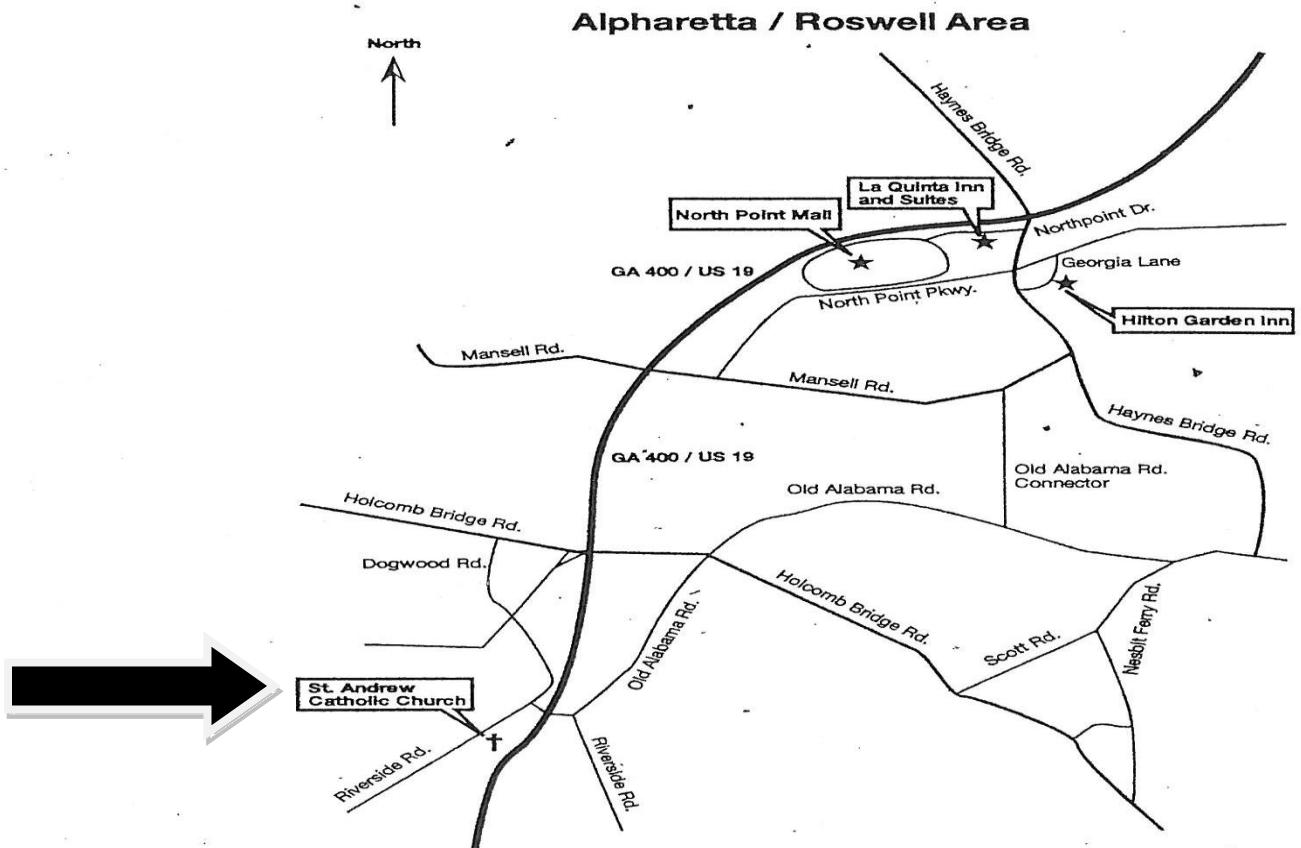 Alpharetta / Roswell Area
North
Haynes Bridge Rd.
La Quinta Inn
and Suites
North Point Mall
Northpoint Dr.
GA 400 / US 19
Georgia Lane
North Point Pkwy.
Hilton Garden Inn
Mansell Rd.
Mansell Rd.
Haynes Bridge Rd.
GA 400 / US 19
Old Alabama Rd.
Connector
Old Alabama Rd.
Holcomb Bridge Rd.
Dogwood Rd.
Holcomb Bridge Rd.
Old Alabama Rd.
Scott Rd.
Nesbit Ferry Rd.
St. Andrew
Catholic Church
Riverside Rd.
Riverside Rd.